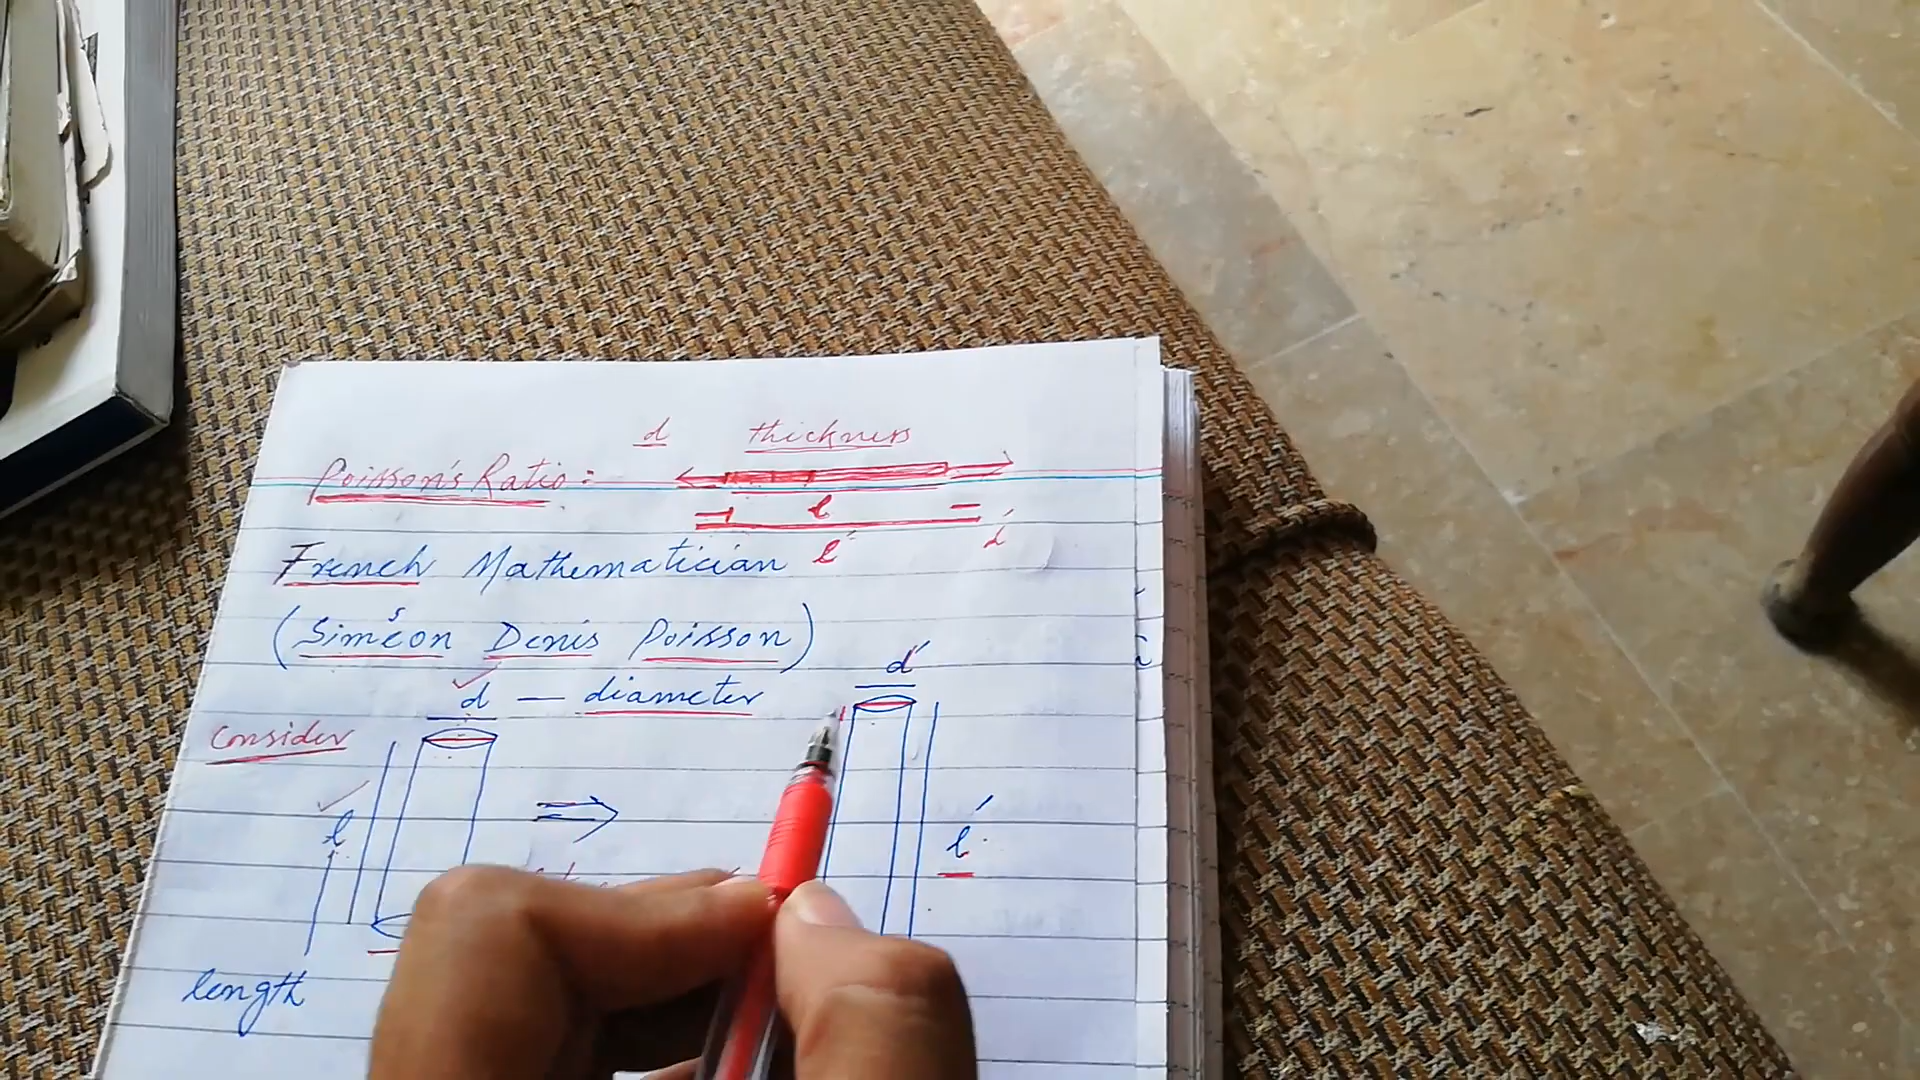 d thickness
Poisson's Ratio:
l
l' d'
French Mathematician
(Siméon Denis Poisson)
s
d — diameter
d'
Consider
l
l'
length